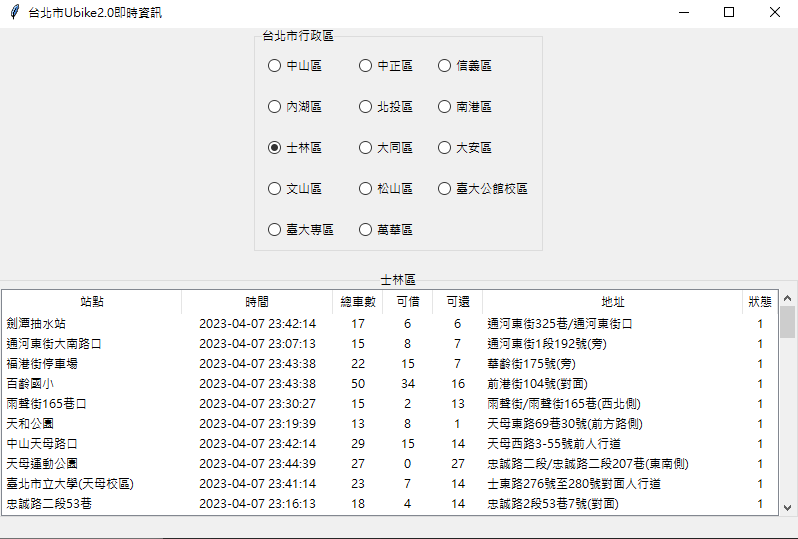 台北市Ubike2.0即時資訊
台北市行政區
中山區 中正區 信義區
內湖區 北投區 南港區
士林區 大同區 大安區
文山區 松山區 臺大公館校區
臺大專區 萬華區
士林區
站點 時間 總車數 可借 可還 地址 狀態
劍潭抽水站 2023-04-07 23:42:14 17 6 6 通河東街325巷/通河東街口 1
通河東街大南路口 2023-04-07 23:07:13 15 8 7 通河東街1段192號(旁) 1
福港街停車場 2023-04-07 23:43:38 22 15 7 華齡街175號(旁) 1
百齡國小 2023-04-07 23:43:38 50 34 16 前港街104號(對面) 1
雨聲街165巷口 2023-04-07 23:30:27 15 2 13 雨聲街/雨聲街165巷(西北側) 1
天和公園 2023-04-07 23:19:39 13 8 1 天母東路69巷30號(前方路側) 1
中山天母路口 2023-04-07 23:42:14 29 15 14 天母西路3-55號前人行道 1
天母運動公園 2023-04-07 23:44:39 27 0 27 忠誠路二段/忠誠路二段207巷(東南側) 1
臺北市立大學(天母校區) 2023-04-07 23:41:14 23 7 14 士東路276號至280號對面人行道 1
忠誠路二段53巷 2023-04-07 23:16:13 18 4 14 忠誠路2段53巷7號(對面) 1